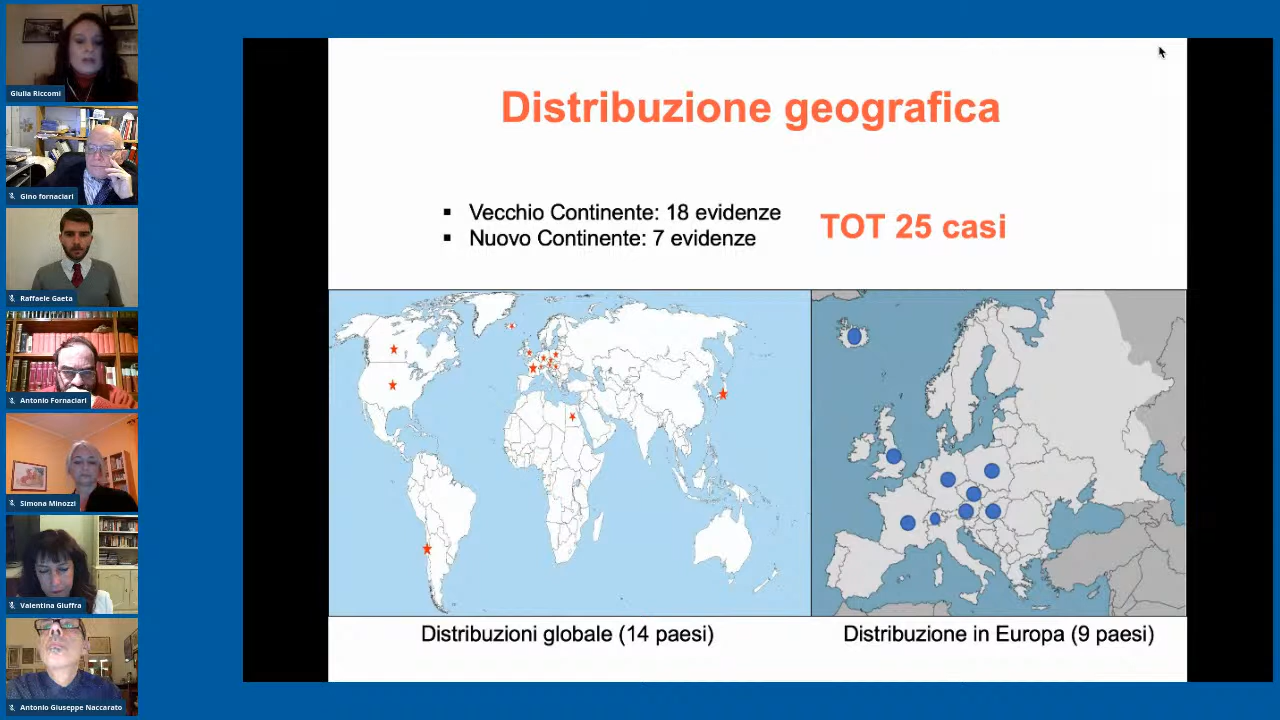 Giulia Riccomi
Gino fornaciari
Raffaele Gaeta
Antonio Fornaciari
Simona Minozzi
Valentina Giuffra
Antonio Giuseppe Naccarato
Distribuzione geografica
▪ Vecchio Continente: 18 evidenze
▪ Nuovo Continente: 7 evidenze
TOT 25 casi
Distribuzioni globale (14 paesi)
Distribuzione in Europa (9 paesi)